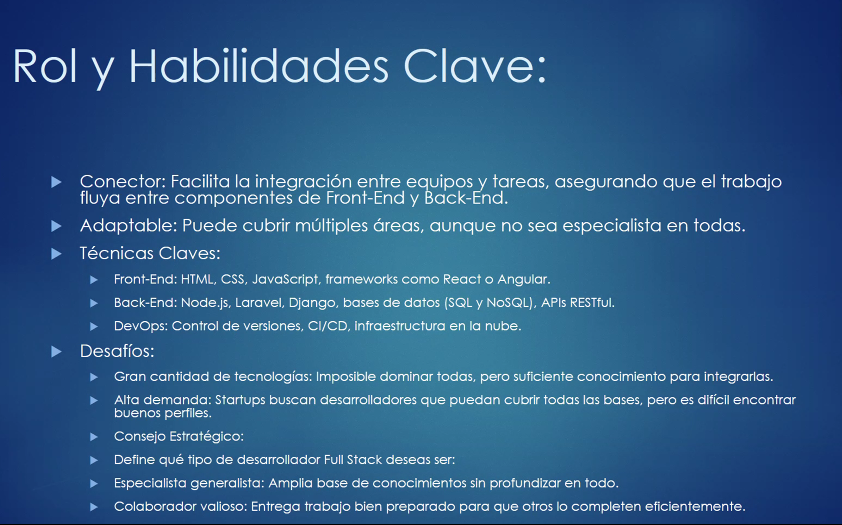 Rol y Habilidades Clave:
Conector: Facilita la integración entre equipos y tareas, asegurando que el trabajo
fluya entre componentes de Front-End y Back-End.
Adaptable: Puede cubrir múltiples áreas, aunque no sea especialista en todas.
Técnicas Claves:
Front-End: HTML, CSS, JavaScript, frameworks como React o Angular.
Back-End: Node.js, Laravel, Django, bases de datos (SQL y NoSQL), APIs RESTful.
DevOps: Control de versiones, CI/CD, infraestructura en la nube.
Desafíos:
Gran cantidad de tecnologías: Imposible dominar todas, pero suficiente conocimiento para integrarlas.
Alta demanda: Startups buscan desarrolladores que puedan cubrir todas las bases, pero es difícil encontrar
buenos perfiles.
Consejo Estratégico:
Define qué tipo de desarrollador Full Stack deseas ser:
Especialista generalista: Amplia base de conocimientos sin profundizar en todo.
Colaborador valioso: Entrega trabajo bien preparado para que otros lo completen eficientemente.